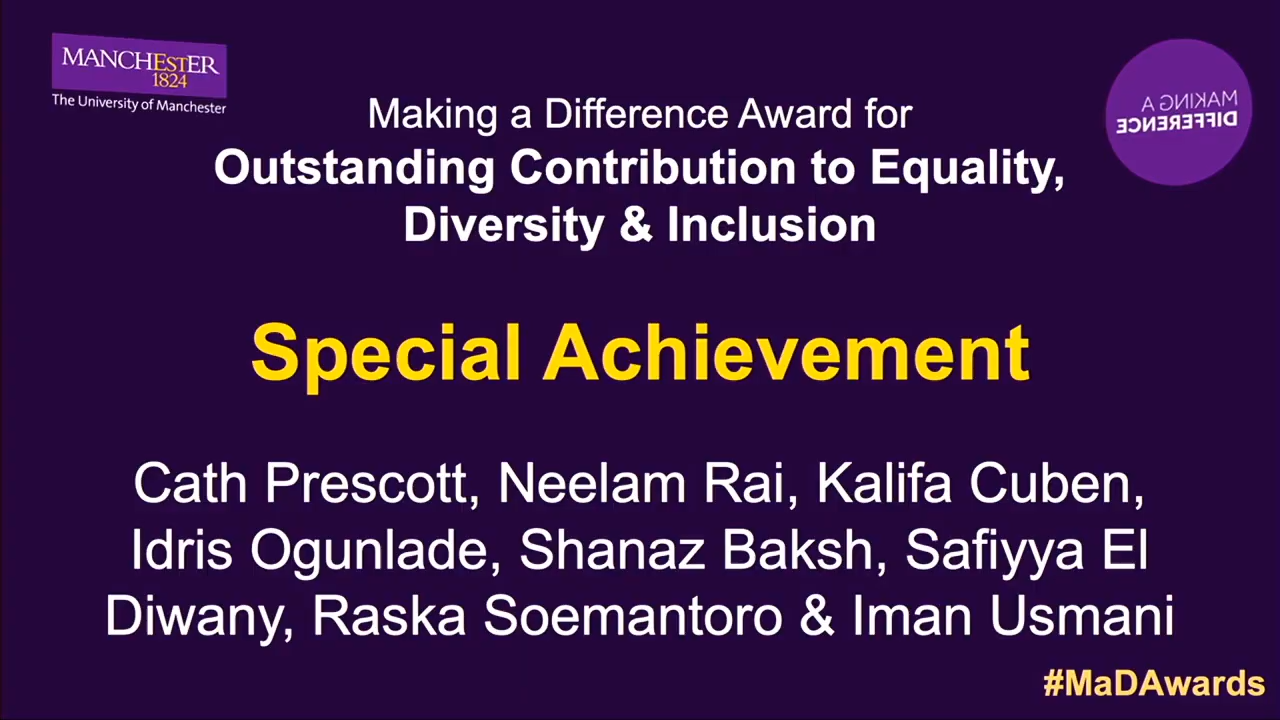 MANCHESTER
1824
The University of Manchester
MAKING A
DIFFERENCE
Making a Difference Award for
Outstanding Contribution to Equality,
Diversity & Inclusion
Special Achievement
Cath Prescott, Neelam Rai, Kalifa Cuben,
Idris Ogunlade, Shanaz Baksh, Safiyya El
Diwany, Raska Soemantoro & Iman Usmani
#MaDAwards